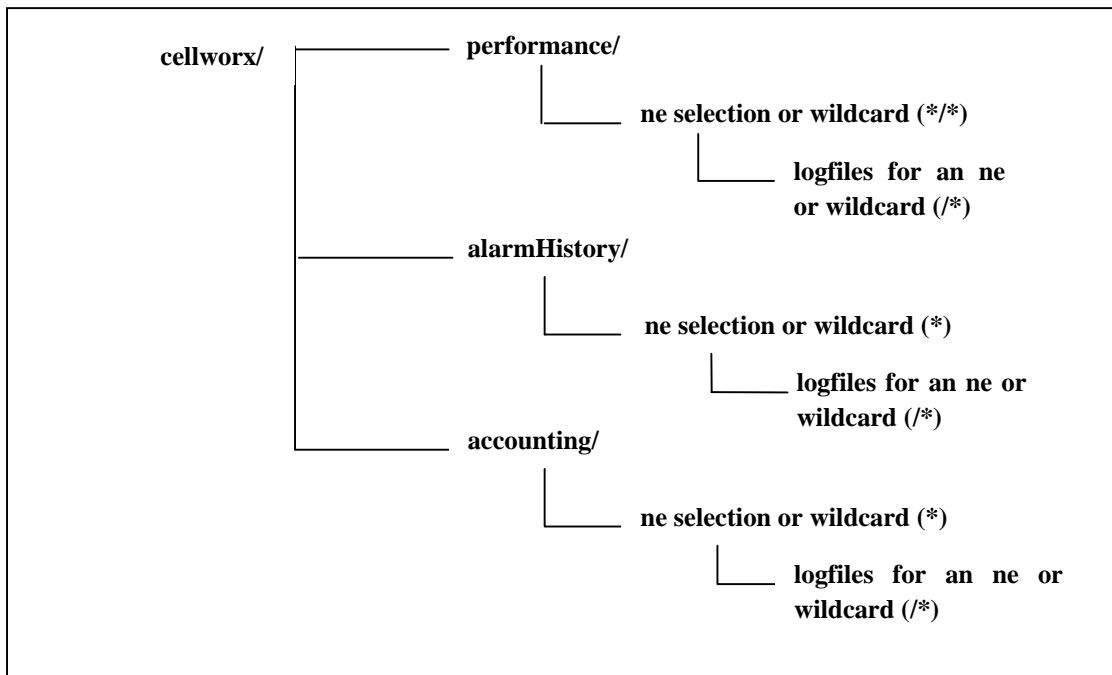 cellworx/
performance/
ne selection or wildcard (*/*)
logfiles for an ne
or wildcard (/*)
alarmHistory/
ne selection or wildcard (*)
logfiles for an ne or
wildcard (/*)
accounting/
ne selection or wildcard (*)
logfiles for an ne or
wildcard (/*)